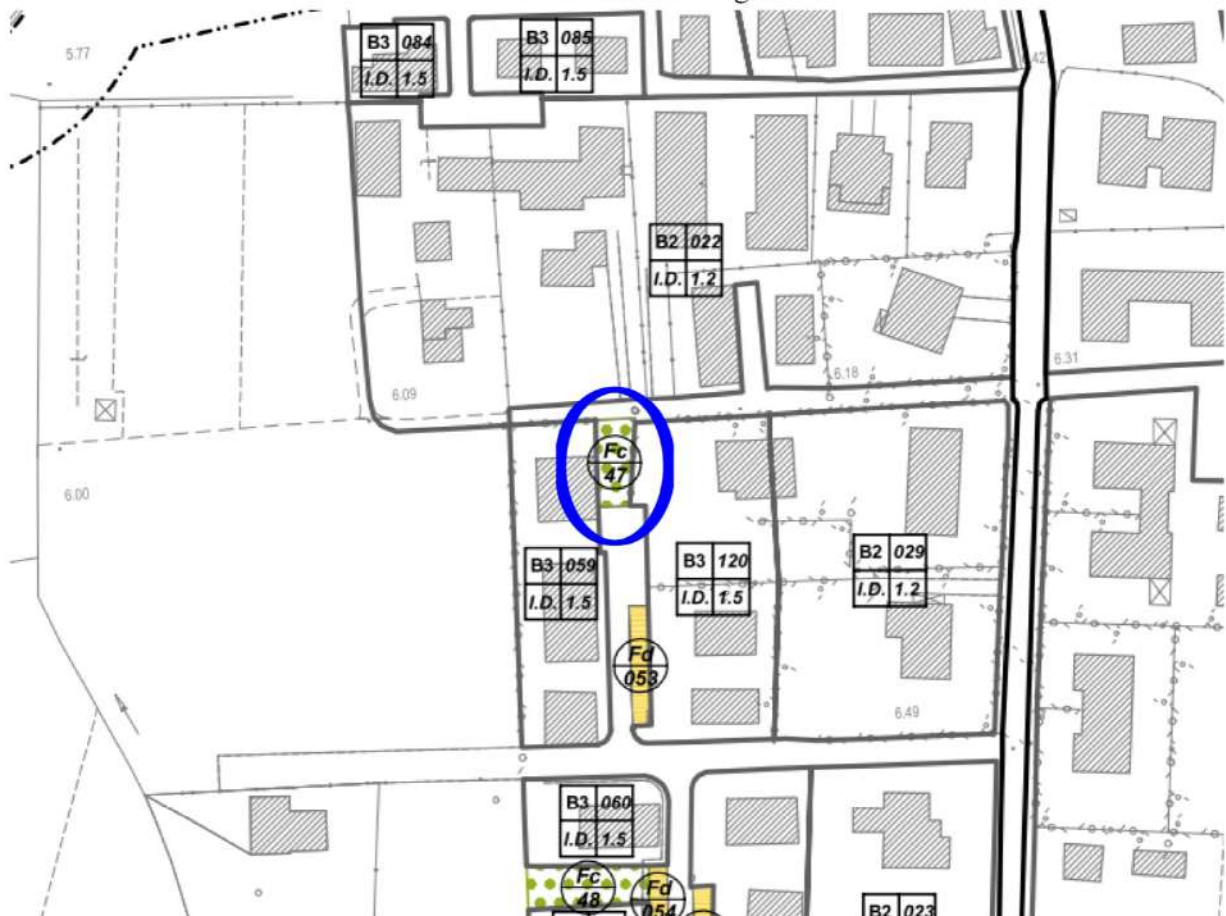 B3 084
I.D. 1.5
B3 085
I.D. 1.5
5.77
B2 022
I.D. 1.2
6.09
6.18
6.31
6.00
Fc
47
B3 059
I.D. 1.5
B3 120
I.D. 1.5
B2 029
I.D. 1.2
Fd
053
6.49
B3 060
I.D. 1.5
Fc
48
Fd
054
B2 023